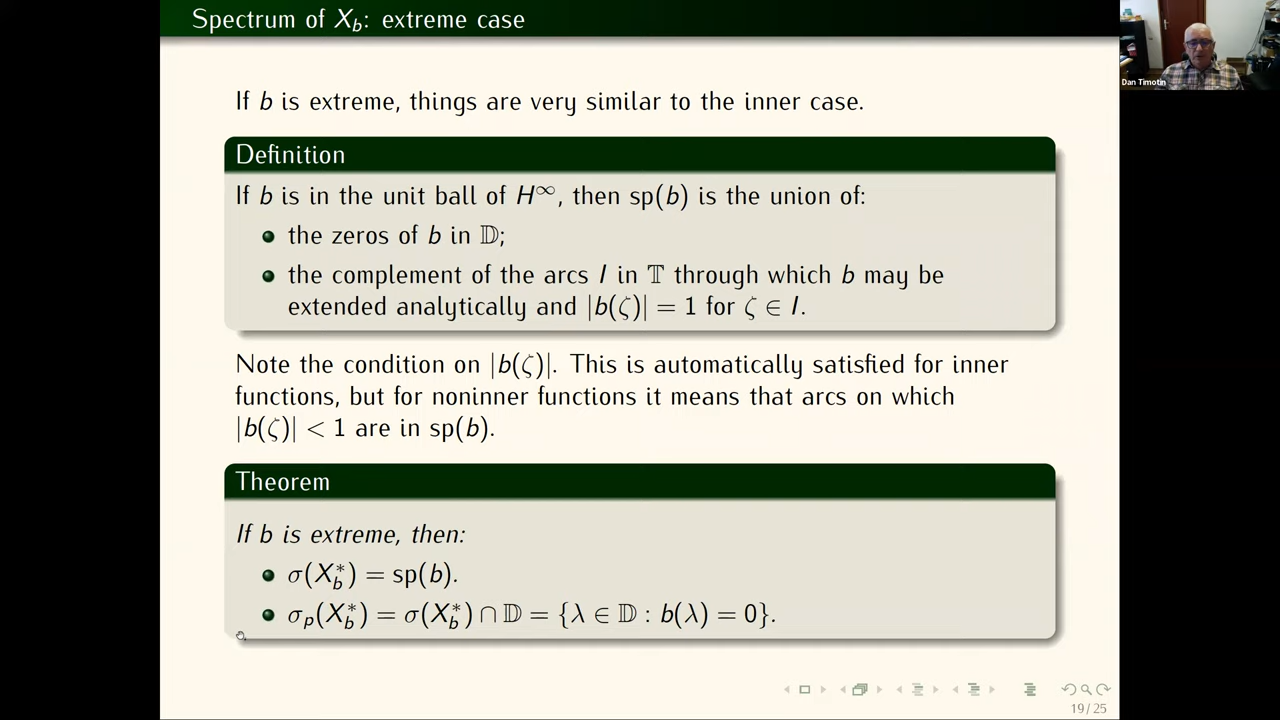 Spectrum of X_b: extreme case
Dan Timotin
If b is extreme, things are very similar to the inner case.
Definition
If b is in the unit ball of H^∞, then sp(b) is the union of:
the zeros of b in 𝔻;
the complement of the arcs I in 𝕋 through which b may be
extended analytically and |b(ζ)| = 1 for ζ ∈ I.
Note the condition on |b(ζ)|. This is automatically satisfied for inner
functions, but for noninner functions it means that arcs on which
|b(ζ)| < 1 are in sp(b).
Theorem
If b is extreme, then:
σ(X_b^*) = sp(b).
σ_p(X_b^*) = σ(X_b^*) ∩ 𝔻 = {λ ∈ 𝔻 : b(λ) = 0}.
19 / 25